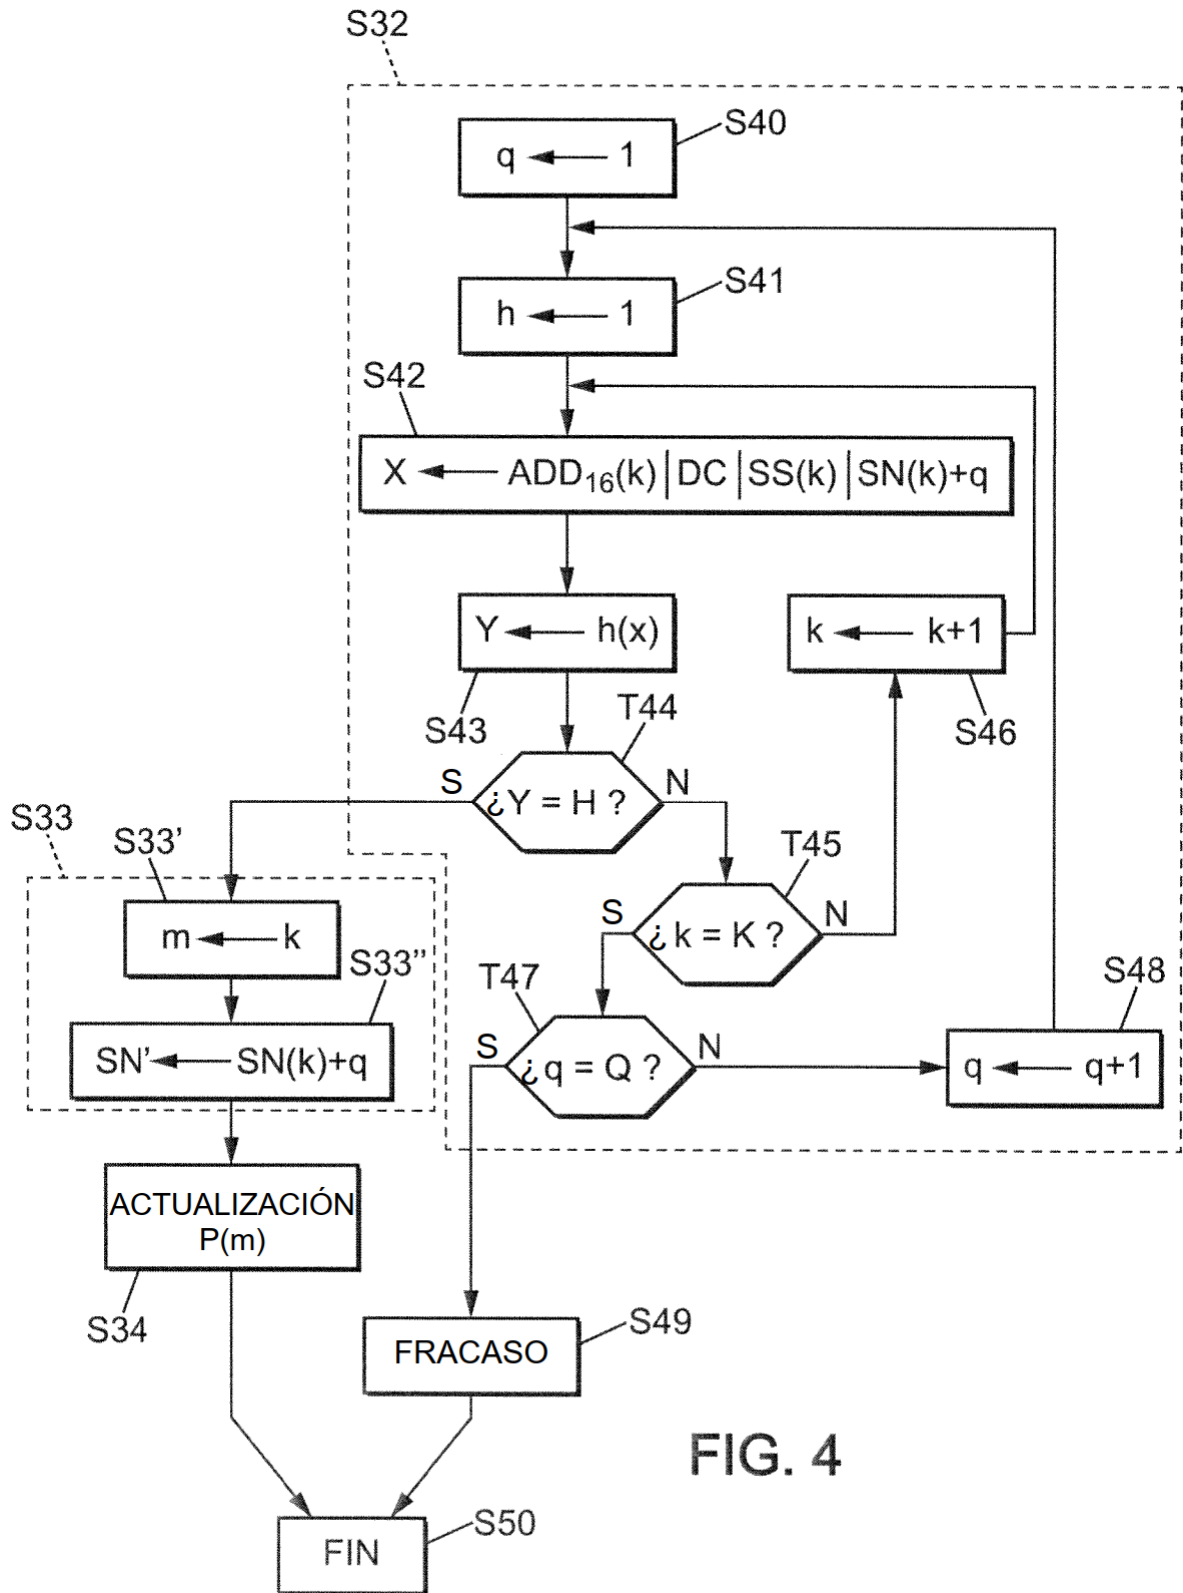 S32
S40
q ← 1
S41
h ← 1
S42
X ← ADD₁₆(k) | DC | SS(k) | SN(k)+q
Y ← h(x)
k ← k+1
S43
T44
S46
S
¿Y = H ?
N
S33
S33’
T45
m ← k
S
¿ k = K ?
N
S33’’
T47
S48
SN’ ← SN(k)+q
S
¿ q = Q ?
N
q ← q+1
ACTUALIZACIÓN
P(m)
S34
S49
FRACASO
FIG. 4
S50
FIN